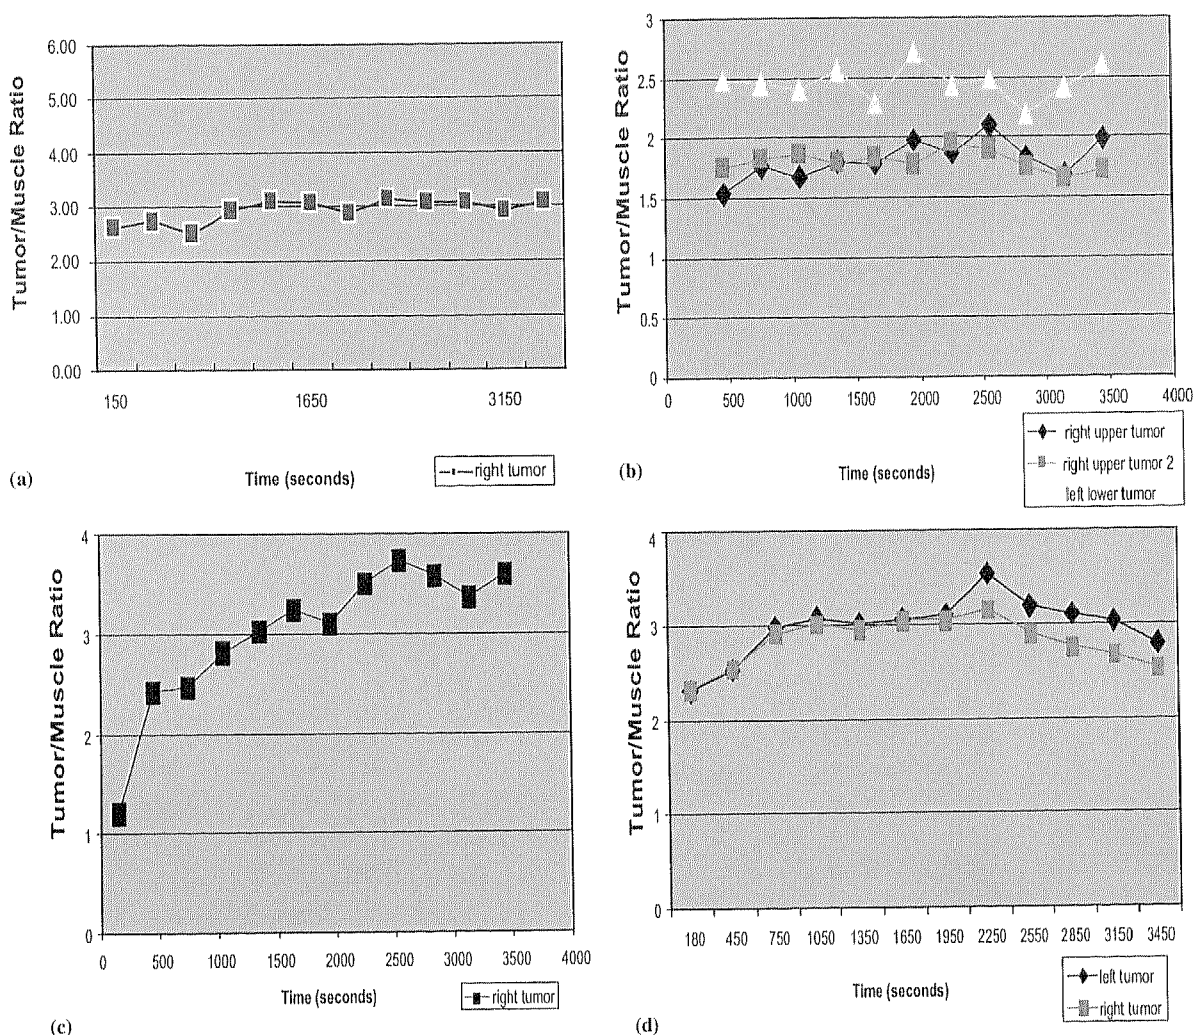 Tumor/Muscle Ratio
6.00
5.00
4.00
3.00
2.00
1.00
0.00
150 1650 3150
Time (seconds)
right tumor
(a)
Tumor/Muscle Ratio
3
2.5
2
1.5
1
0.5
0
0 500 1000 1500 2000 2500 3000 3500 4000
Time (seconds)
right upper tumor
right upper tumor 2
left lower tumor
(b)
Tumor/Muscle Ratio
4
3
2
1
0
0 500 1000 1500 2000 2500 3000 3500 4000
Time (seconds)
right tumor
(c)
Tumor/Muscle Ratio
4
3
2
1
0
180 450 750 1050 1350 1650 1950 2250 2550 2850 3150 3450
Time (seconds)
left tumor
right tumor
(d)